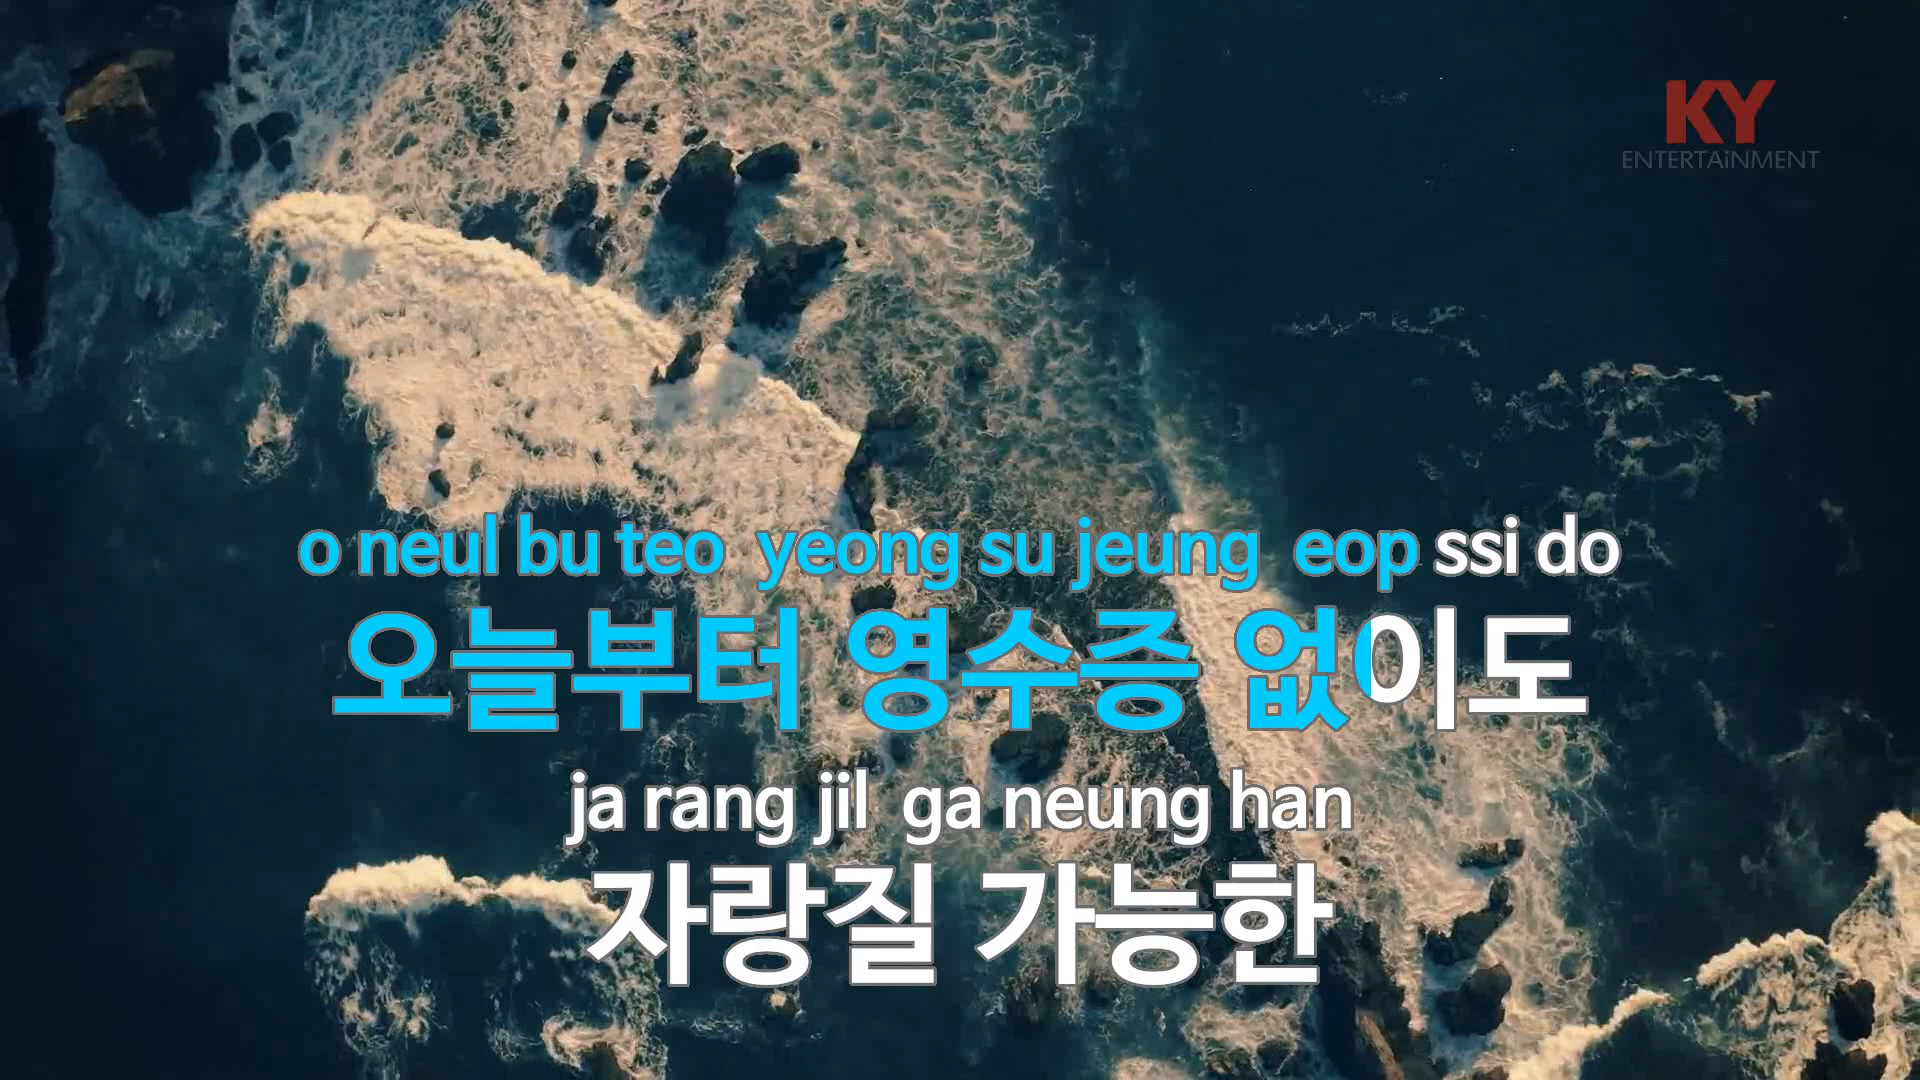 KY
ENTERTAiNMENT
o neul bu teo yeong su jeung eop ssi do
오늘부터 영수증 없이도
ja rang jil ga neung han
자랑질 가능한